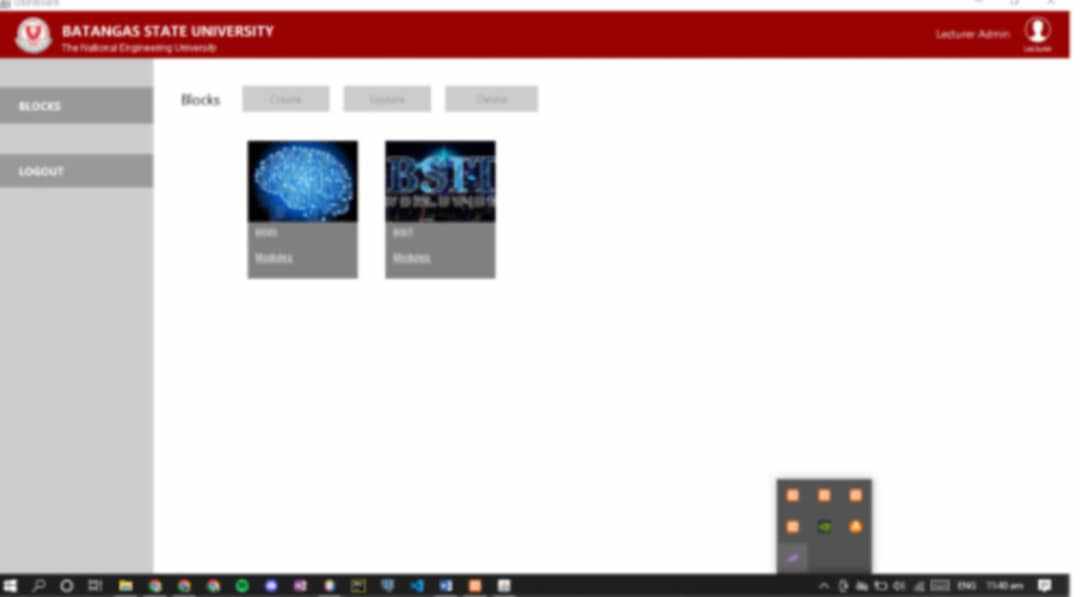 Dashboard
BATANGAS STATE UNIVERSITY
The National Engineering University
Lecturer Admin
Lecturer
BLOCKS
LOGOUT
Blocks
Create
Update
Delete
Modules
BSIT
Modules
ENG
11:40 am